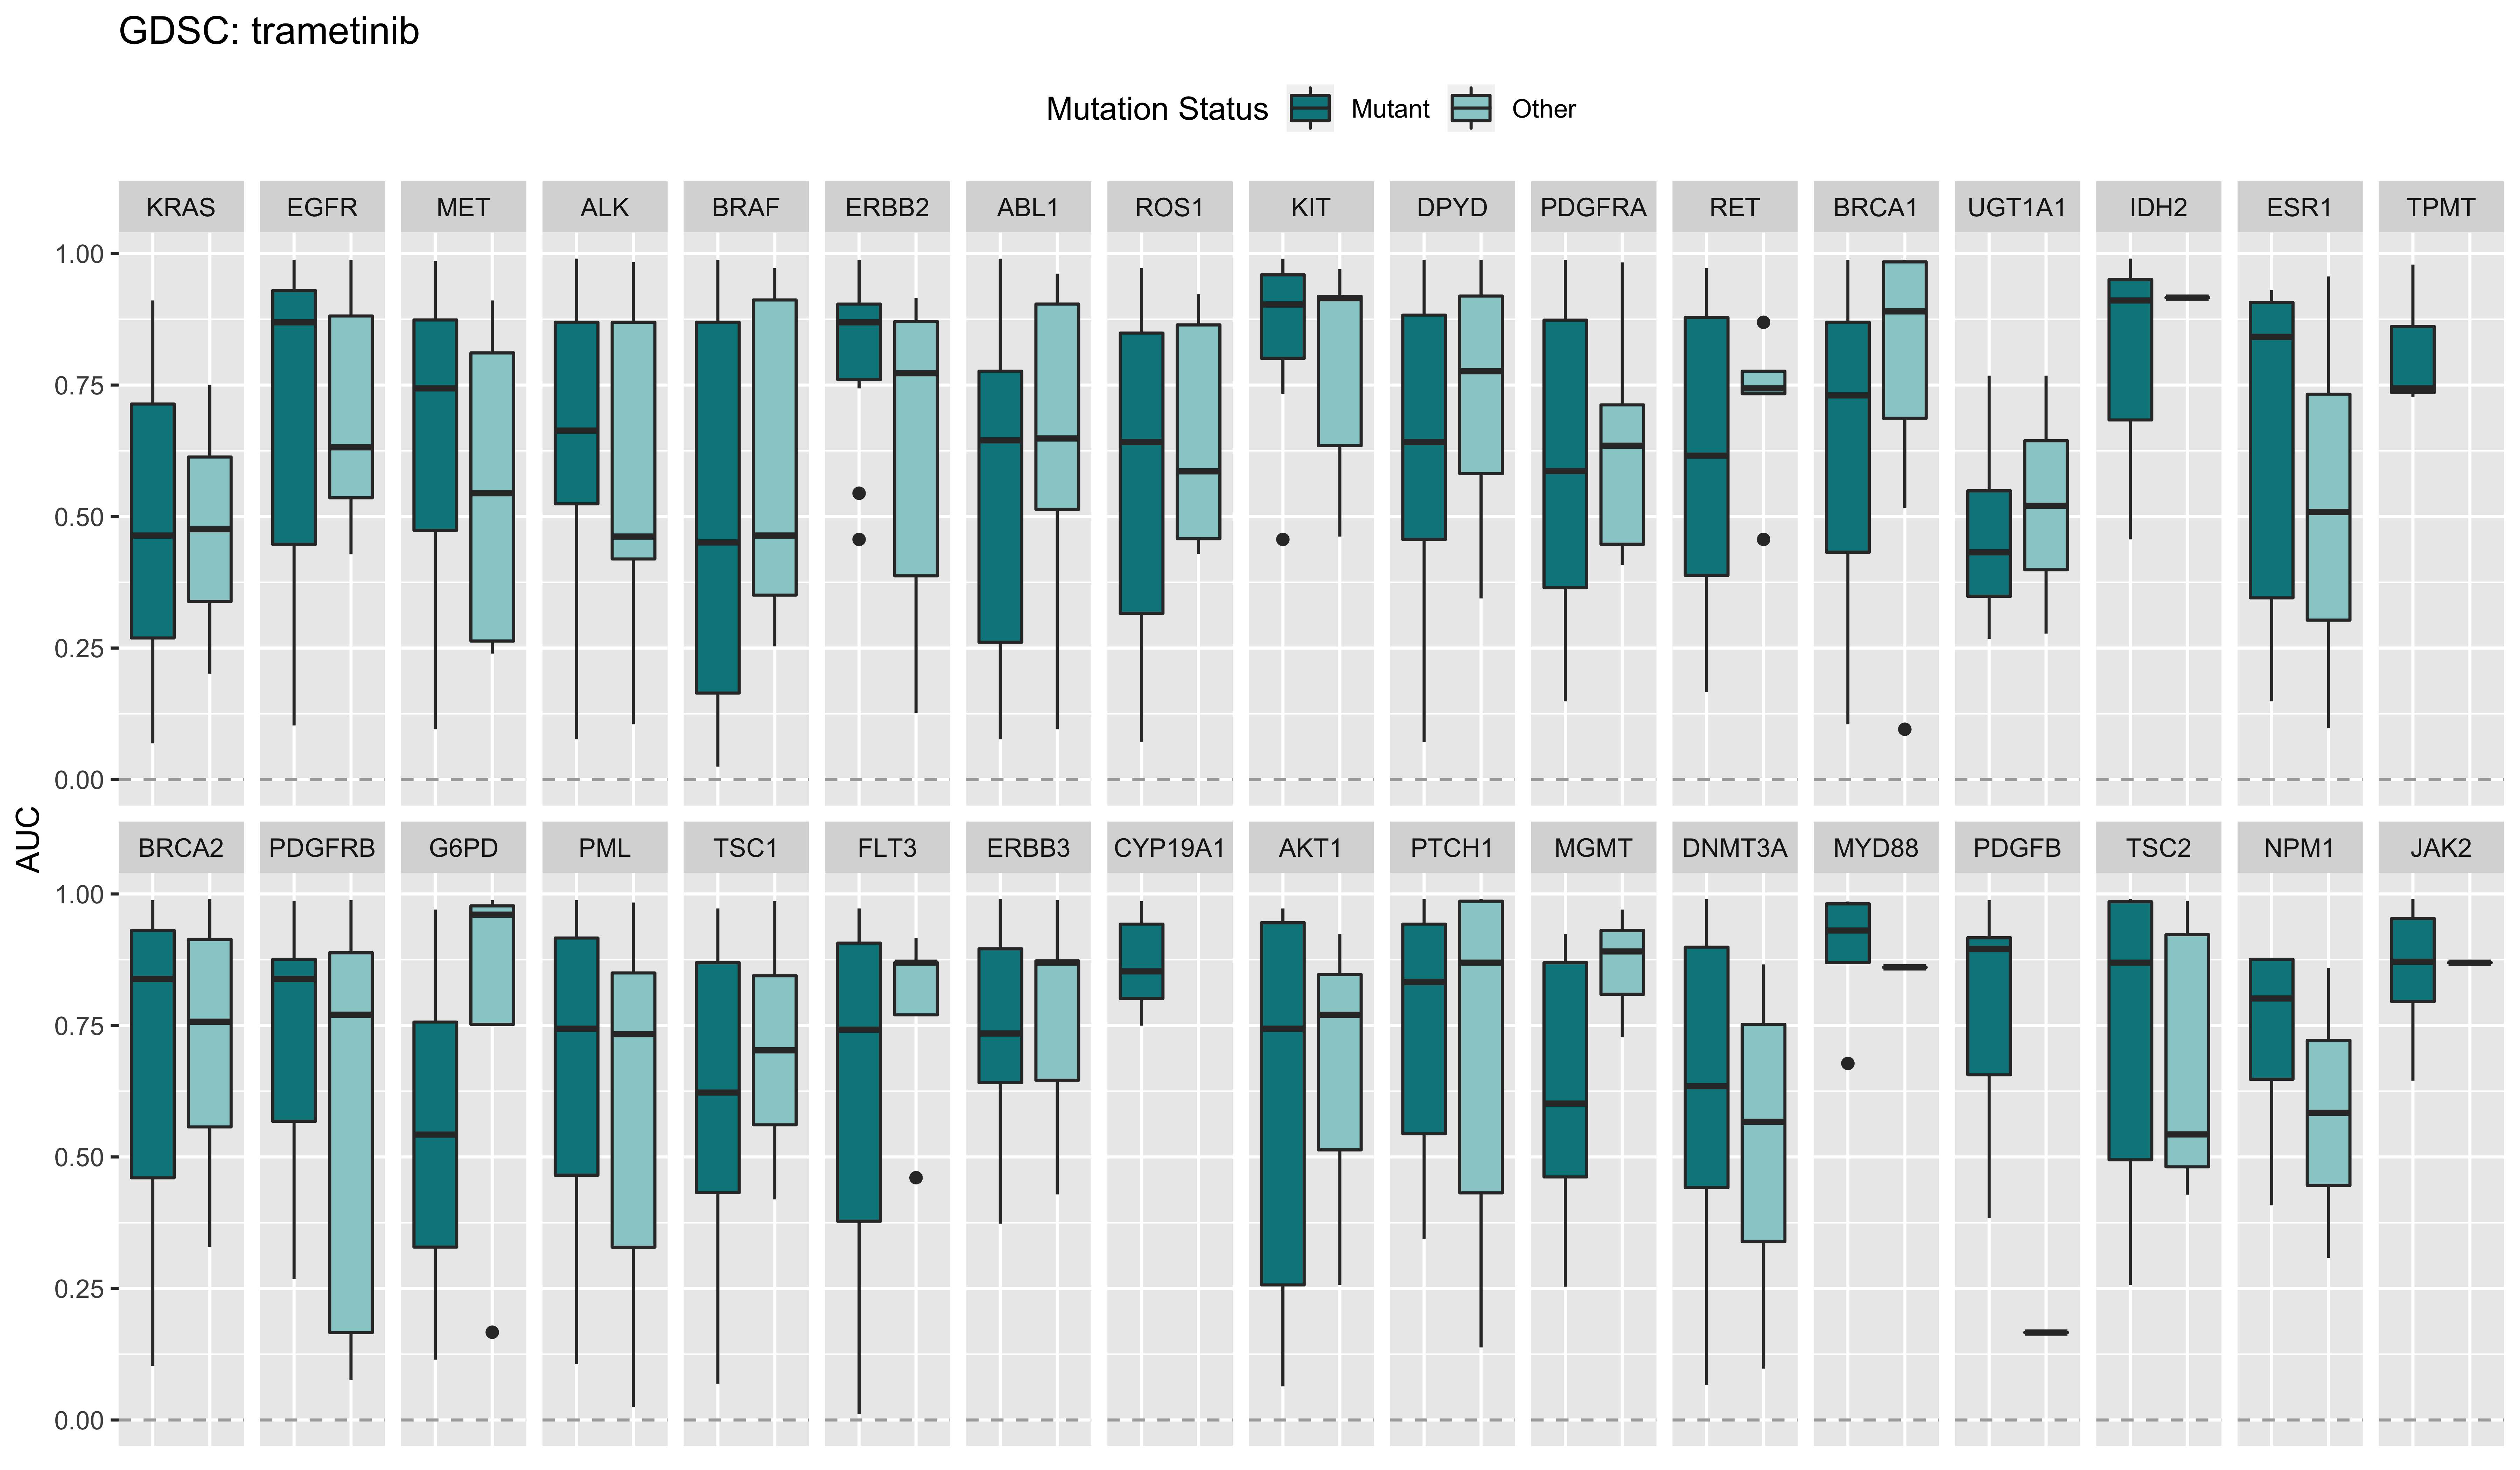 GDSC: trametinib
Mutation Status Mutant Other
KRAS EGFR MET ALK BRAF ERBB2 ABL1 ROS1 KIT DPYD PDGFRA RET BRCA1 UGT1A1 IDH2 ESR1 TPMT
1.00
0.75
0.50
0.25
0.00
AUC
BRCA2 PDGFRB G6PD PML TSC1 FLT3 ERBB3 CYP19A1 AKT1 PTCH1 MGMT DNMT3A MYD88 PDGFB TSC2 NPM1 JAK2
1.00
0.75
0.50
0.25
0.00